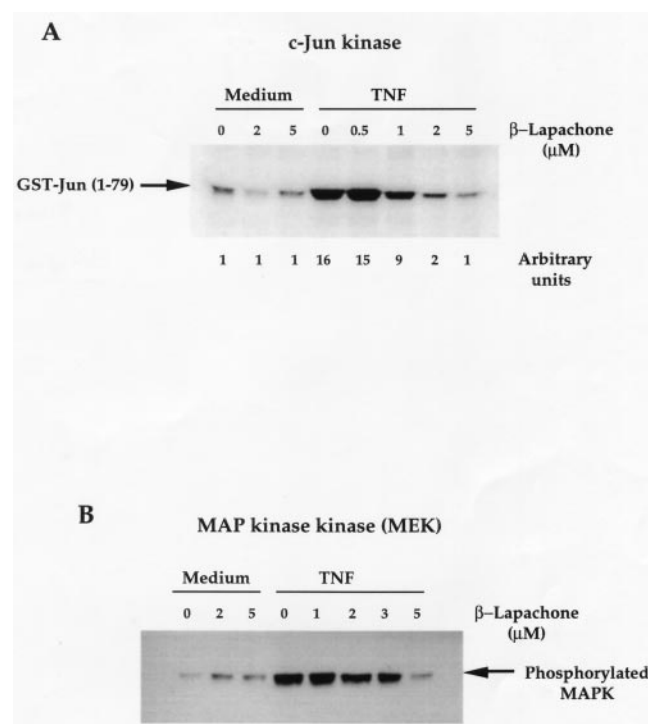 A
c-Jun kinase
Medium TNF
0 2 5 0 0.5 1 2 5 β–Lapachone
(μM)
GST-Jun (1-79)
1 1 1 16 15 9 2 1 Arbitrary
units
B
MAP kinase kinase (MEK)
Medium TNF
0 2 5 0 1 2 3 5 β–Lapachone
(μM)
Phosphorylated
MAPK